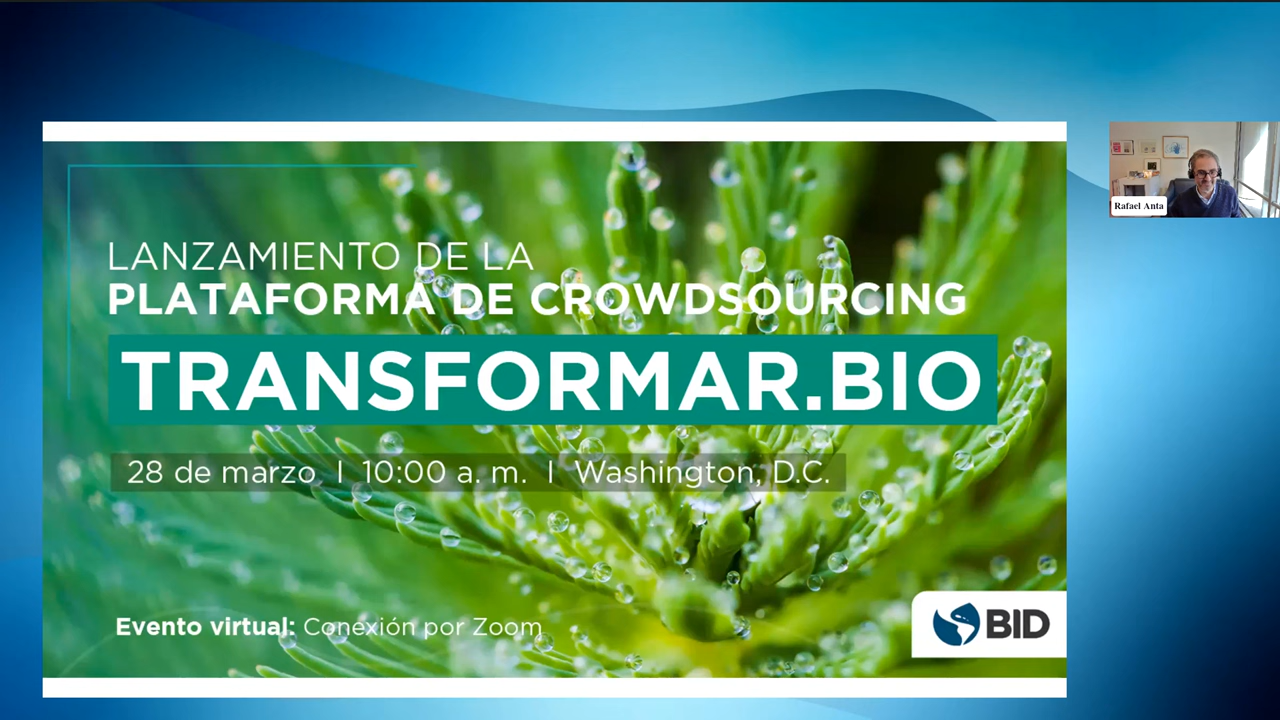 LANZAMIENTO DE LA
PLATAFORMA DE CROWDSOURCING
TRANSFORMAR.BIO
28 de marzo I 10:00 a. m. I Washington, D.C.
Evento virtual: Conexión por Zoom
BID
Rafael Anta